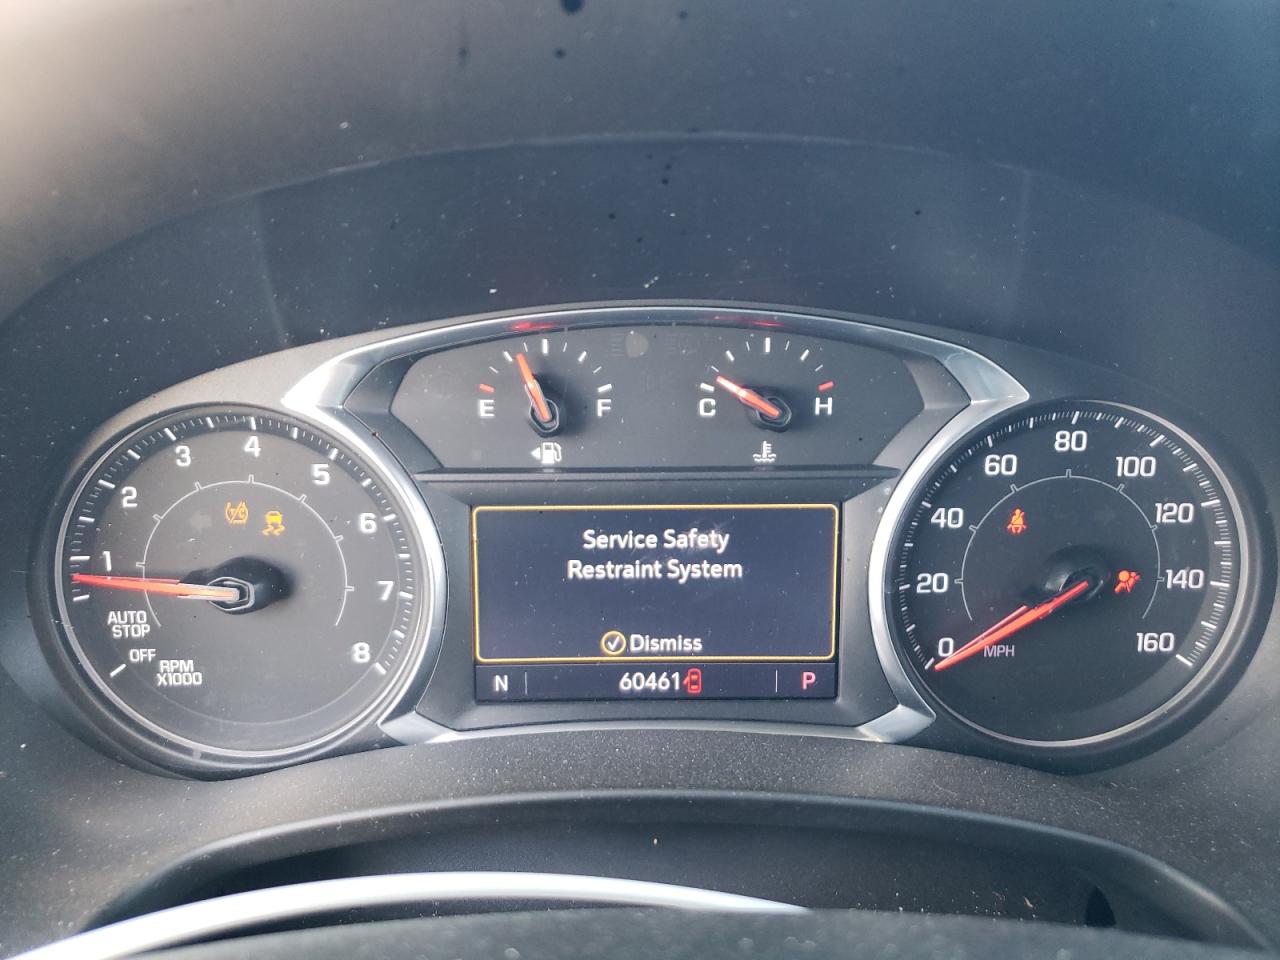 E F
C H
1 2 3 4 5 6 7 8
T/C
AUTO
STOP
OFF
RPM
X1000
Service Safety
Restraint System
Dismiss
N 60461 P
0 20 40 60 80 100 120 140 160
MPH